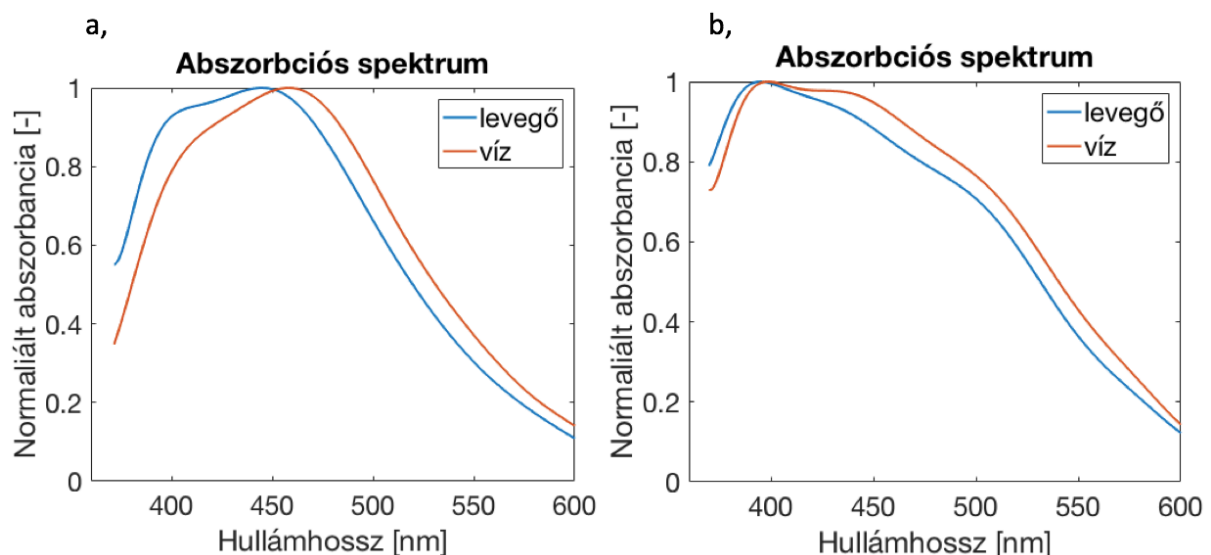 a,
Abszorbciós spektrum
Normaliált abszorbancia [-]
1
0.8
0.6
0.4
0.2
0
levegő
víz
400
450
500
550
600
Hullámhossz [nm]
b,
Abszorbciós spektrum
Normaliált abszorbancia [-]
1
0.8
0.6
0.4
0.2
0
levegő
víz
400
450
500
550
600
Hullámhossz [nm]